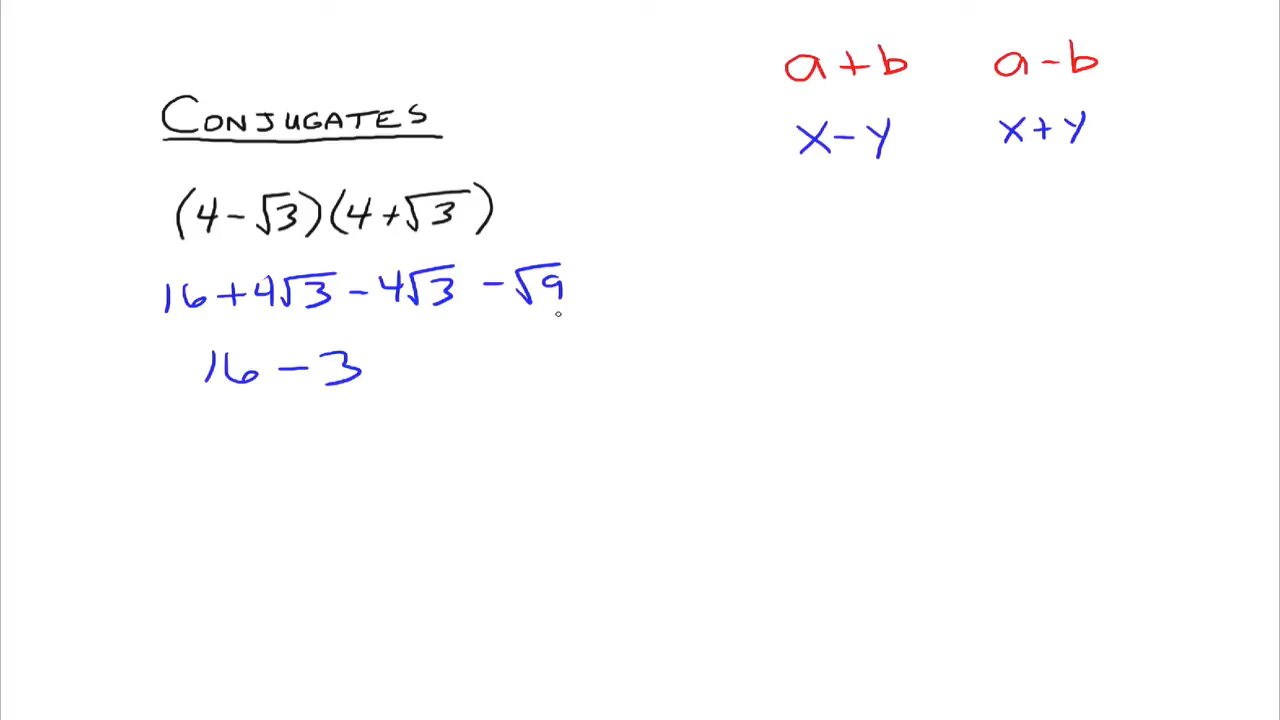 a + b   a - b
CONJUGATES
x - y   x + y
(4 - √3)(4 + √3)
16 + 4√3 - 4√3 - √9
16 - 3